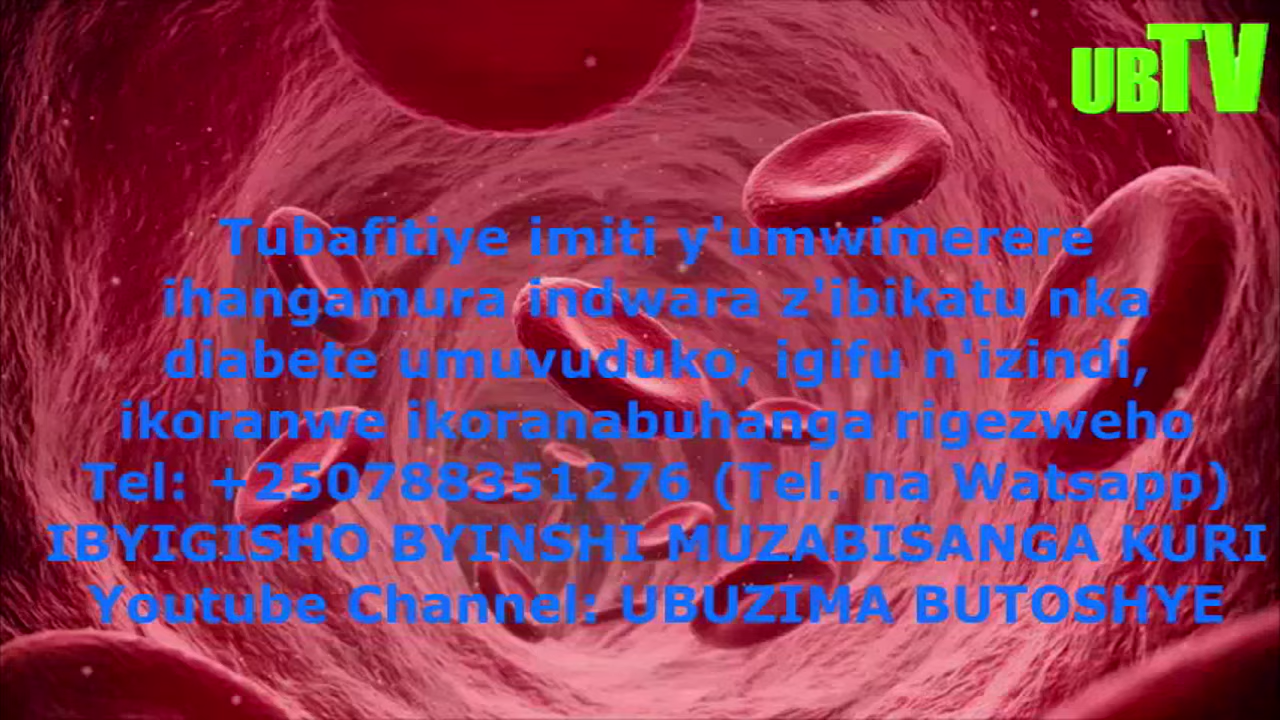 UBTV
Tubafitiye imiti y'umwimerere
ihangamura indwara z'ibikatu nka
diabete umuvuduko, igifu n'izindi,
ikoranwe ikoranabuhanga rigezweho
Tel: +250788351276 (Tel. na Watsapp)
IBYIGISHO BYINSHI MUZABISANGA KURI
Youtube Channel: UBUZIMA BUTOSHYE